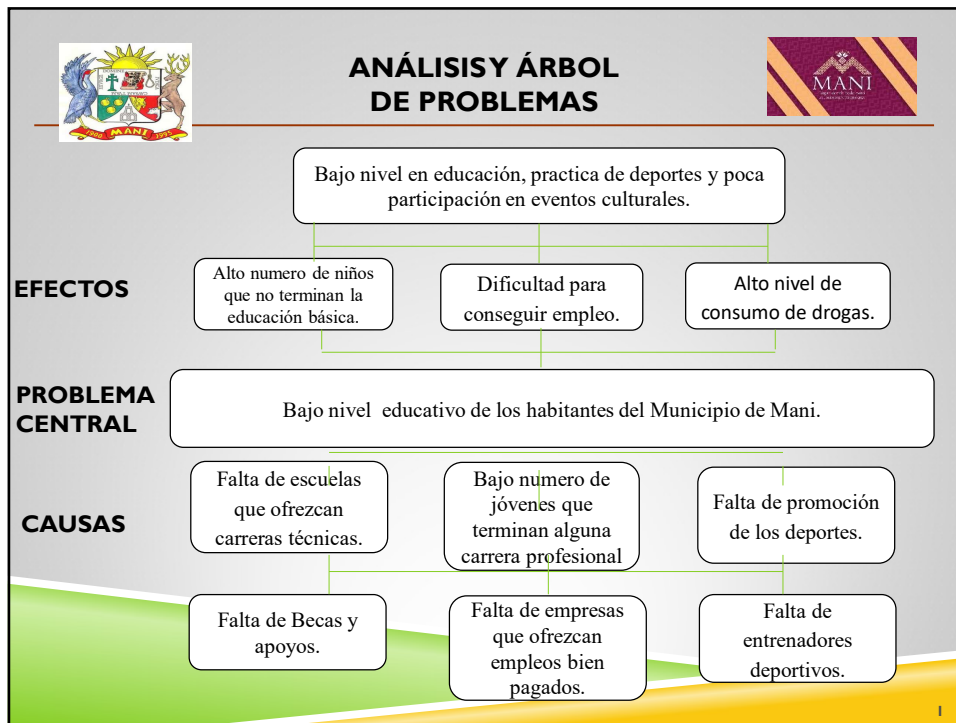 ANÁLISIS Y ÁRBOL
DE PROBLEMAS
1900 MANI 1995
MANI
Bajo nivel en educación, practica de deportes y poca
participación en eventos culturales.
EFECTOS
Alto numero de niños
que no terminan la
educación básica.
Dificultad para
conseguir empleo.
Alto nivel de
consumo de drogas.
PROBLEMA
CENTRAL
Bajo nivel educativo de los habitantes del Municipio de Mani.
CAUSAS
Falta de escuelas
que ofrezcan
carreras técnicas.
Bajo numero de
jóvenes que
terminan alguna
carrera profesional
Falta de promoción
de los deportes.
Falta de Becas y
apoyos.
Falta de empresas
que ofrezcan
empleos bien
pagados.
Falta de
entrenadores
deportivos.
1